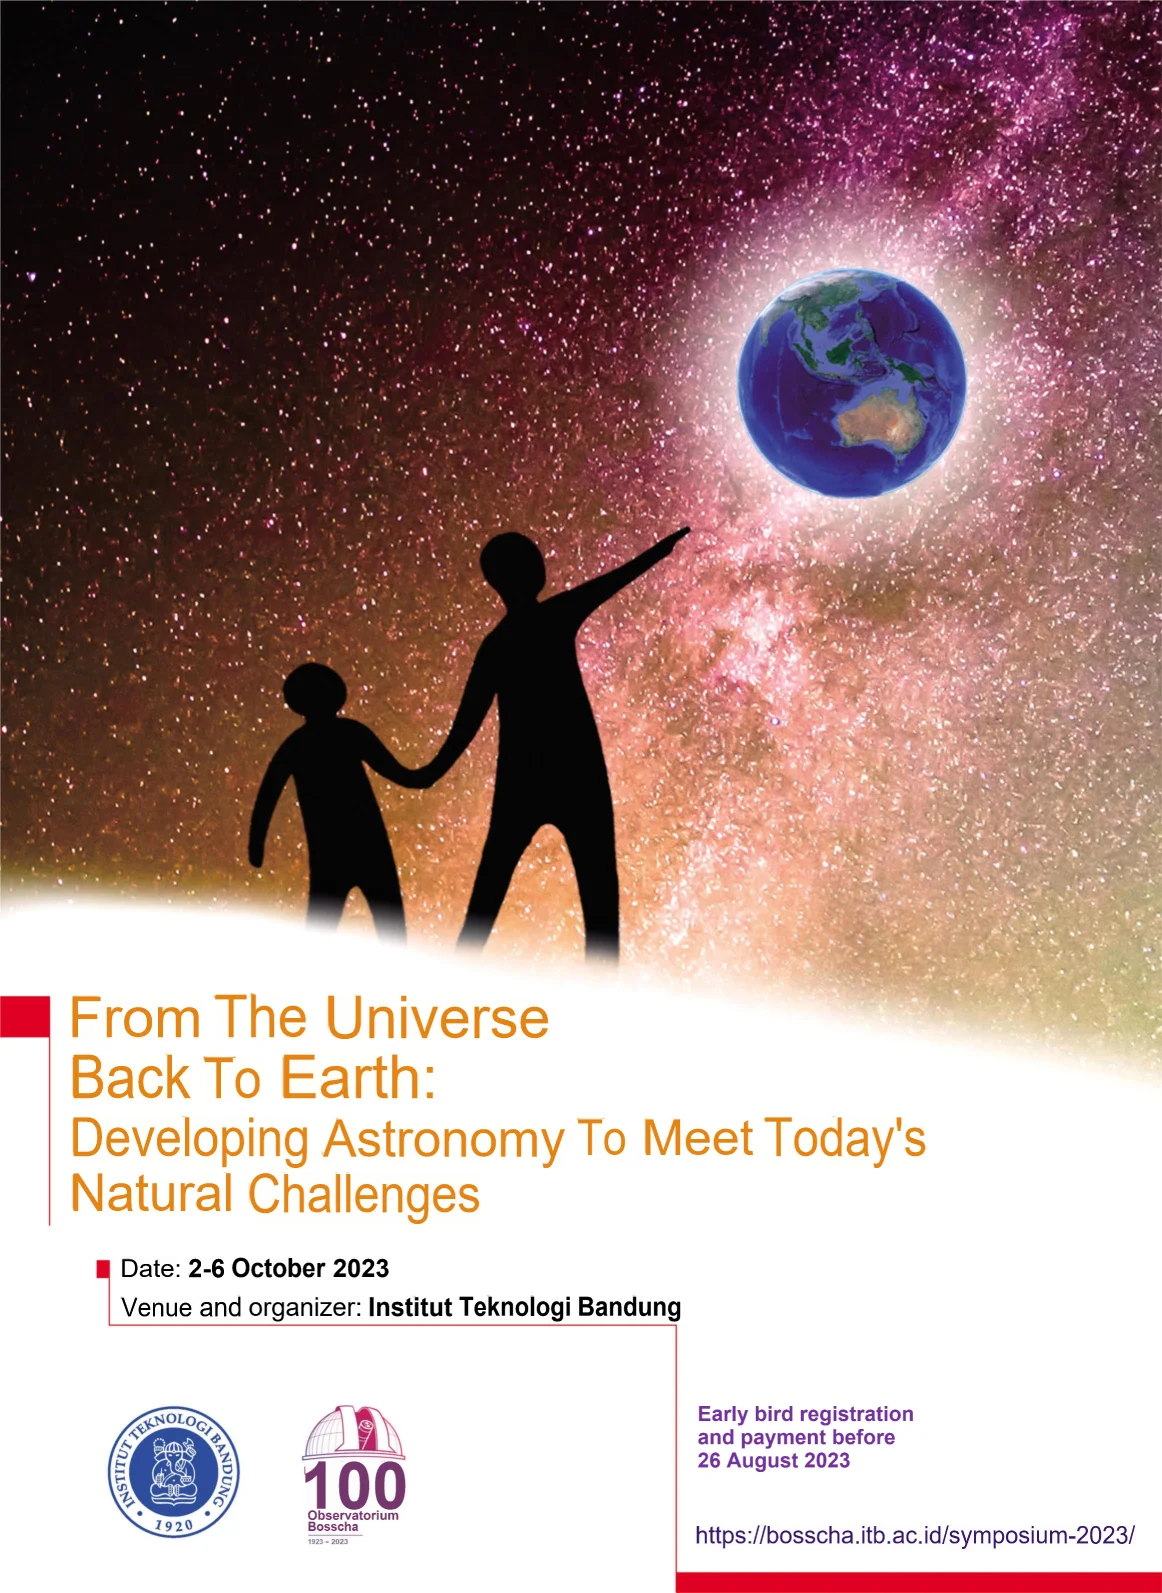 From The Universe
Back To Earth:
Developing Astronomy To Meet Today's
Natural Challenges
Date: 2-6 October 2023
Venue and organizer: Institut Teknologi Bandung
INSTITUT TEKNOLOGI BANDUNG
1920
100
Observatorium
Bosscha
1923 - 2023
Early bird registration
and payment before
26 August 2023
https://bosscha.itb.ac.id/symposium-2023/